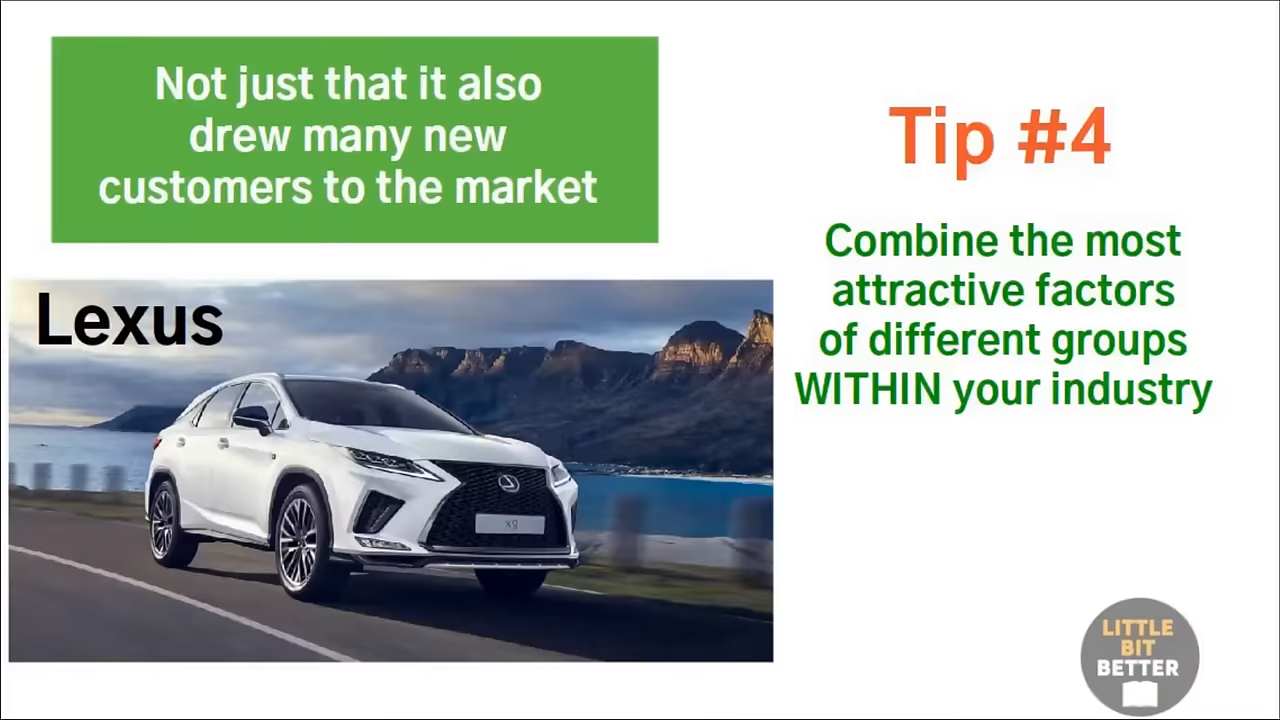 Not just that it also
drew many new
customers to the market
Tip #4
Combine the most
attractive factors
of different groups
WITHIN your industry
Lexus
LITTLE
BIT
BETTER